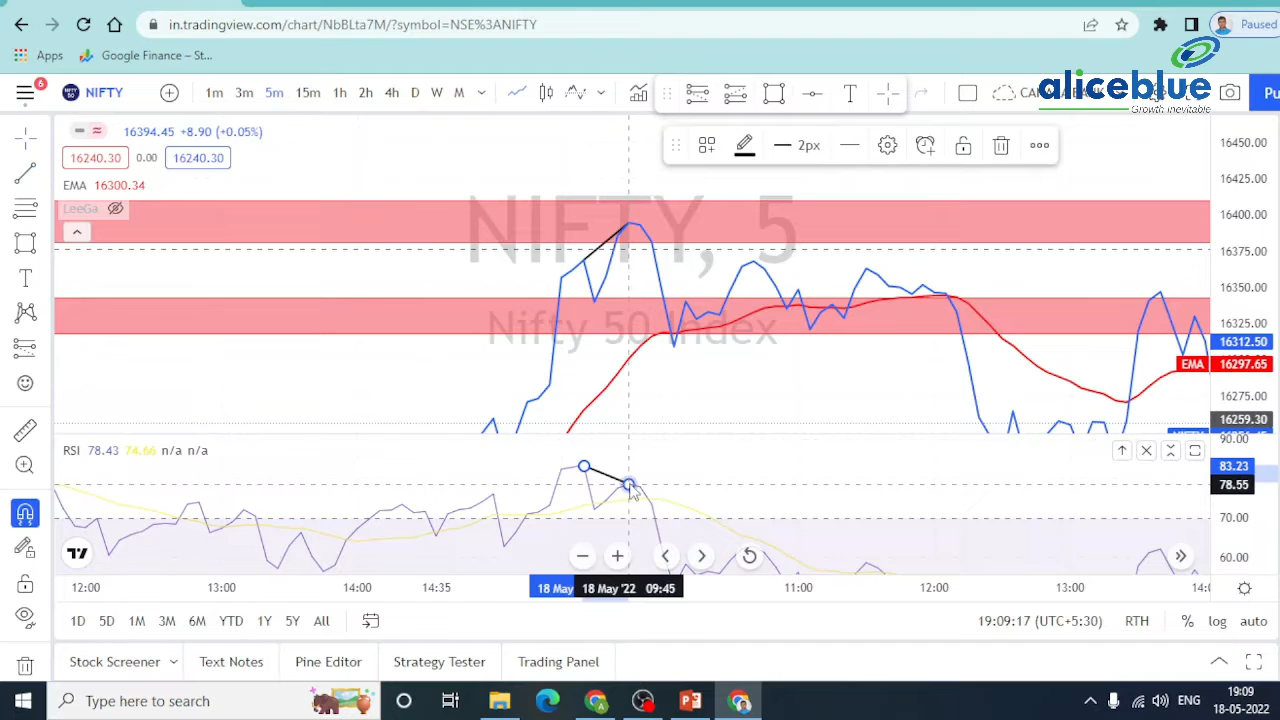 in.tradingview.com/chart/NbBLta7M/?symbol=NSE%3ANIFTY
Paused
Apps
Google Finance – St...
aliceblue
Growth Inevitable
6
NIFTY
1m 3m 5m 15m 1h 2h 4h D W M
T
Pu
16394.45 +8.90 (+0.05%)
2px
16240.30 0.00 16240.30
EMA 16300.34
LeeGa
NIFTY, 5
Nifty 50 Index
16450.00
16425.00
16400.00
16375.00
16350.00
16325.00
16312.50
EMA 16297.65
16275.00
16259.30
90.00
RSI 78.43 74.66 n/a n/a
83.23
78.55
70.00
60.00
12:00 13:00 14:00 14:35 18 May 18 May '22 09:45 11:00 12:00 13:00 14:0
1D 5D 1M 3M 6M YTD 1Y 5Y All
19:09:17 (UTC+5:30) RTH % log auto
Stock Screener Text Notes Pine Editor Strategy Tester Trading Panel
Type here to search
ENG
19:09
18-05-2022